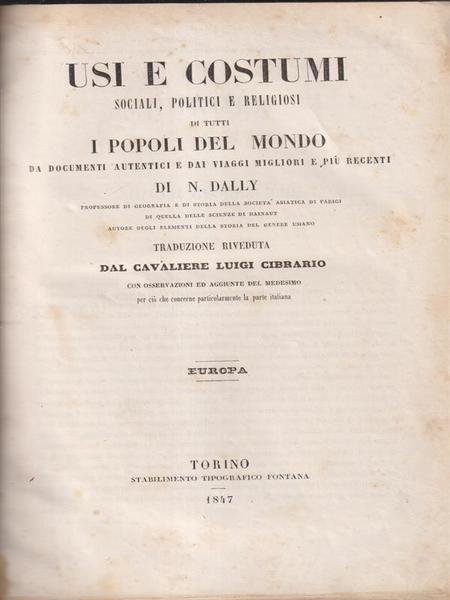 USI E COSTUMI
SOCIALI, POLITICI E RELIGIOSI
DI TUTTI
I POPOLI DEL MONDO
DA DOCUMENTI AUTENTICI E DAI VIAGGI MIGLIORI E PIÙ RECENTI
DI N. DALLY
PROFESSORE DI GEOGRAFIA E DI STORIA DELLA SOCIETA' ASIATICA DI PARIGI
DI QUELLA DELLE SCIENZE DI HAINAUT
AUTORE DEGLI ELEMENTI DELLA STORIA DEL GENERE UMANO
TRADUZIONE RIVEDUTA
DAL CAVALIERE LUIGI CIBRARIO
CON OSSERVAZIONI ED AGGIUNTE DEL MEDESIMO
per ciò che concerne particolarmente la parte italiana
EUROPA
TORINO
STABILIMENTO TIPOGRAFICO FONTANA
1847